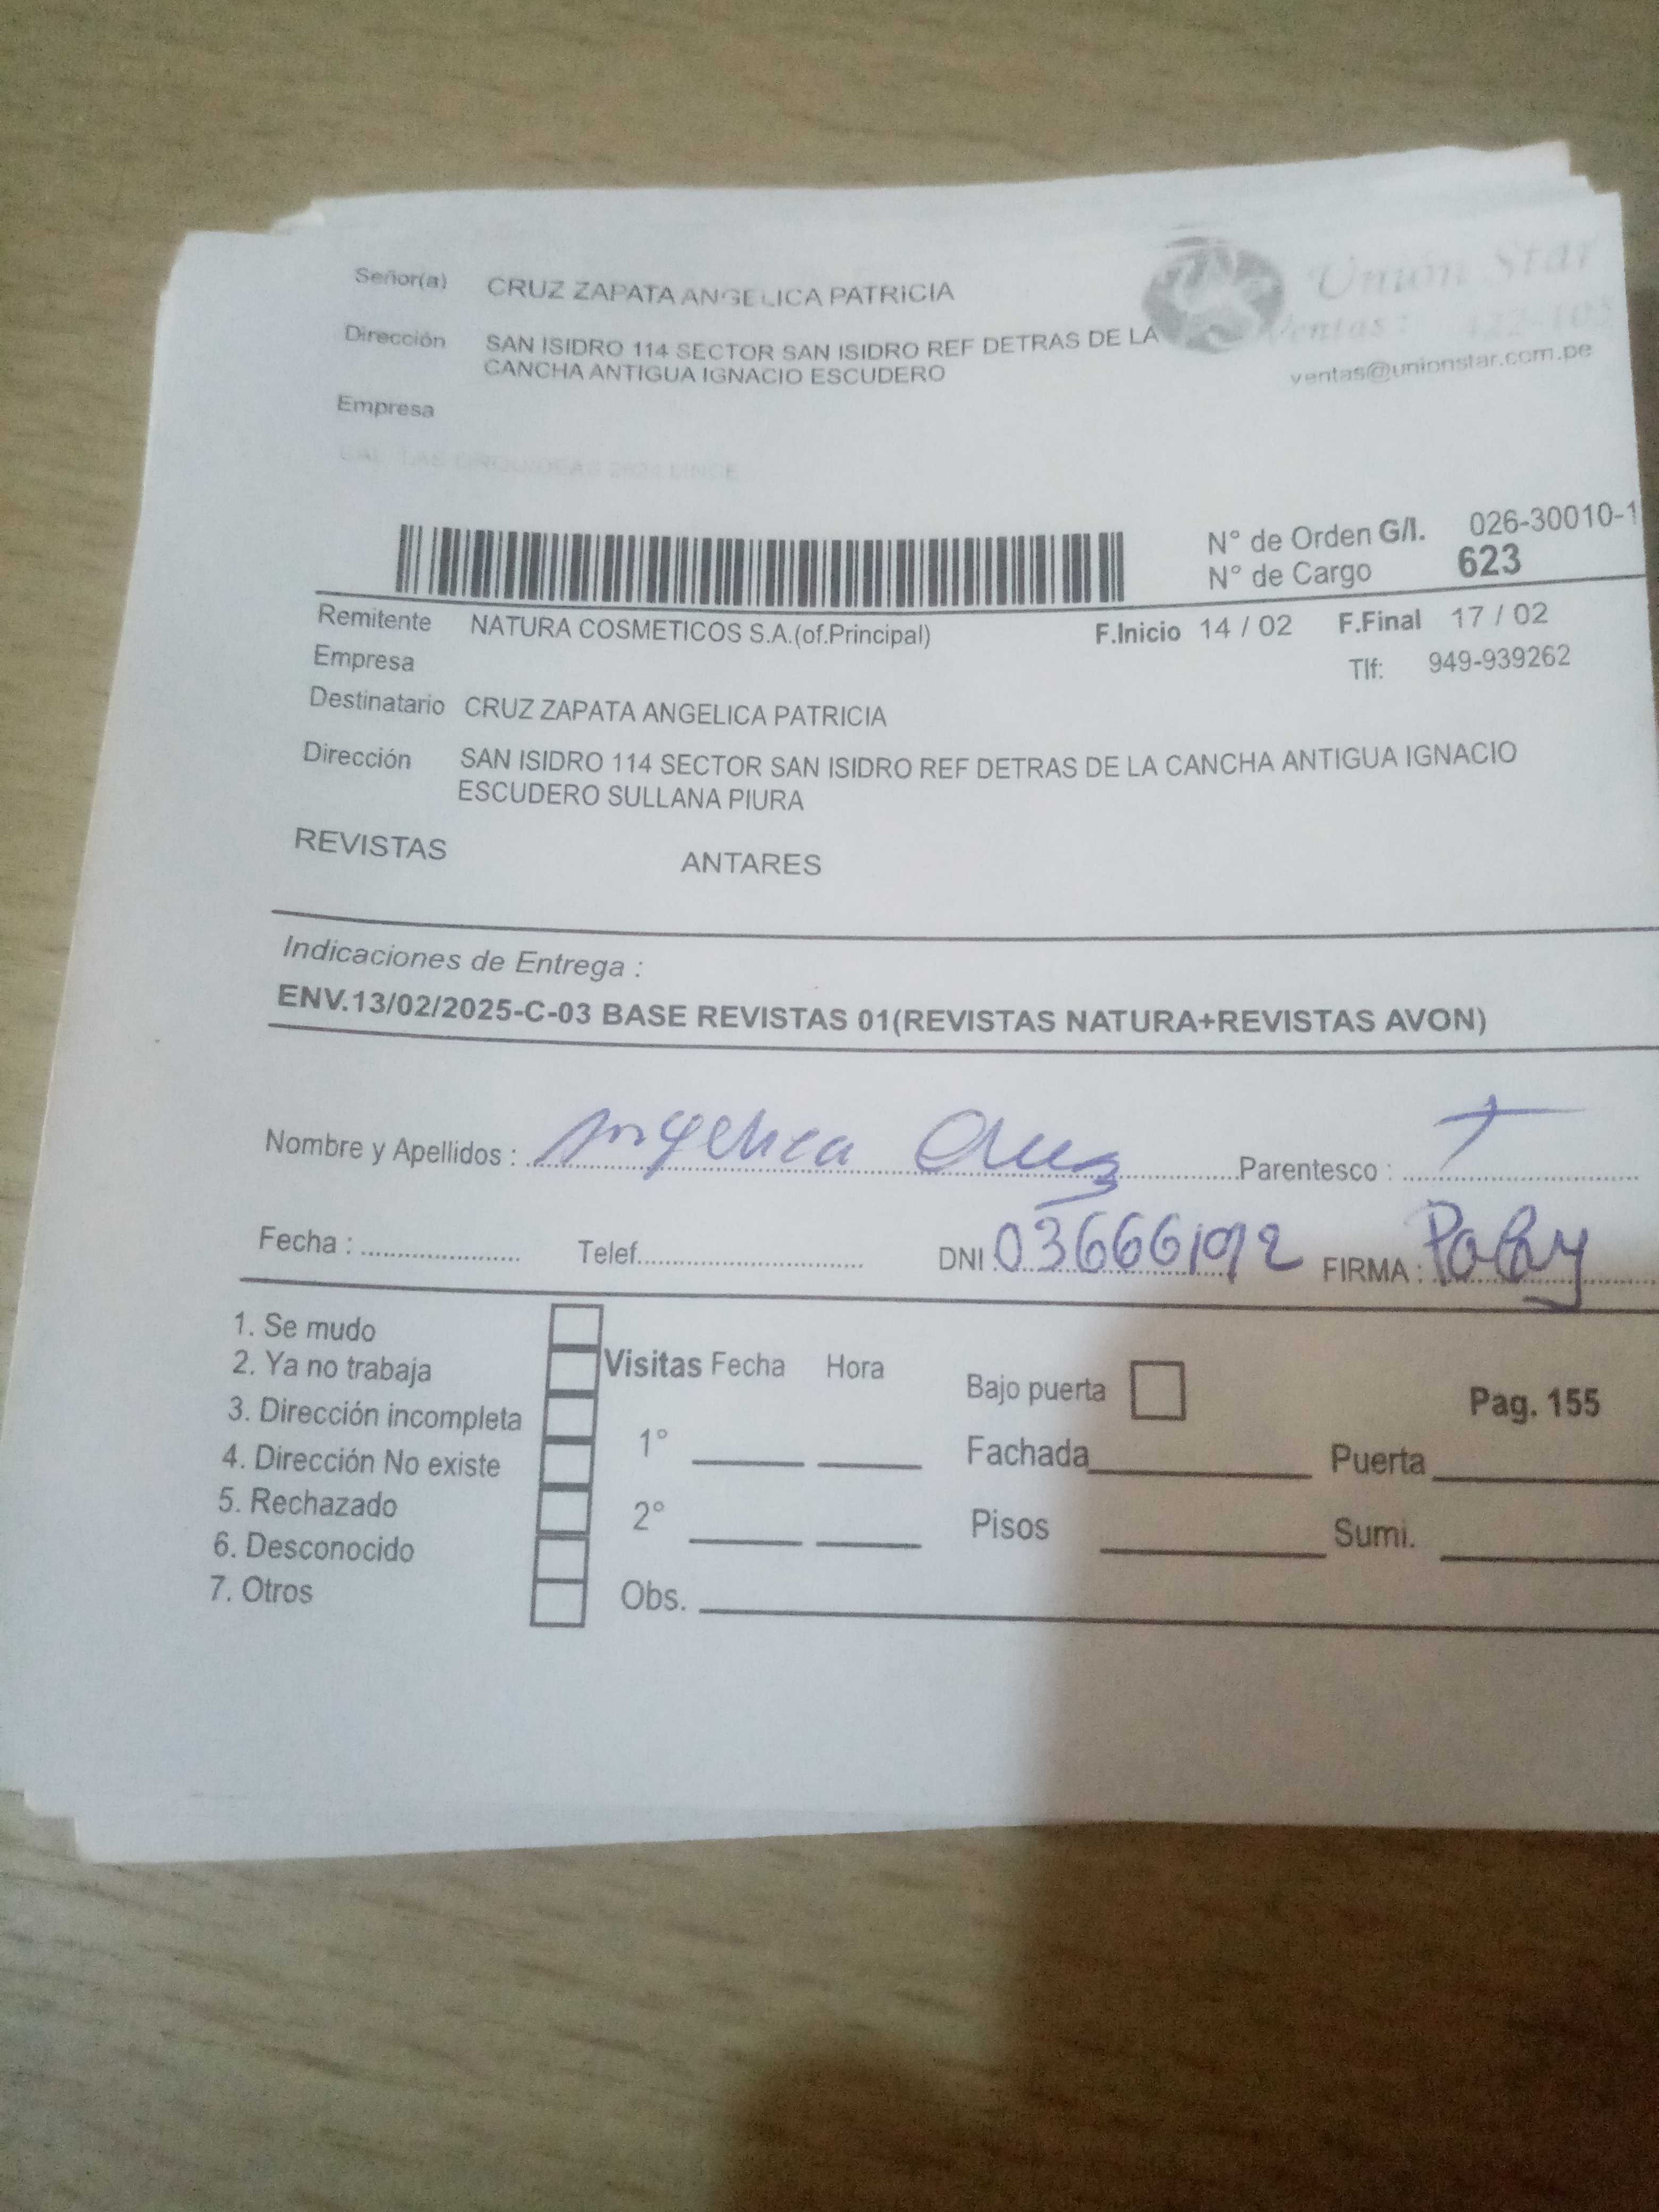 Señor(a) CRUZ ZAPATA ANGELICA PATRICIA
Unión Star
Dirección SAN ISIDRO 114 SECTOR SAN ISIDRO REF DETRAS DE LA
CANCHA ANTIGUA IGNACIO ESCUDERO
Ventas:
ventas@unionstar.com.pe
Empresa
N° de Orden G/I. 026-30010-1
N° de Cargo 623
Remitente NATURA COSMETICOS S.A.(of.Principal) F.Inicio 14 / 02 F.Final 17 / 02
Empresa Tlf: 949-939262
Destinatario CRUZ ZAPATA ANGELICA PATRICIA
Dirección SAN ISIDRO 114 SECTOR SAN ISIDRO REF DETRAS DE LA CANCHA ANTIGUA IGNACIO
ESCUDERO SULLANA PIURA
REVISTAS ANTARES
Indicaciones de Entrega :
ENV.13/02/2025-C-03 BASE REVISTAS 01(REVISTAS NATURA+REVISTAS AVON)
Nombre y Apellidos : Angelica Cruz Parentesco : T
Fecha : Telef. DNI FIRMA :
1. Se mudo
2. Ya no trabaja
3. Dirección incompleta
4. Dirección No existe
5. Rechazado
6. Desconocido
7. Otros
Visitas Fecha Hora
1°
2°
Obs.
Bajo puerta Pag. 155
Fachada Puerta
Pisos Sumi.